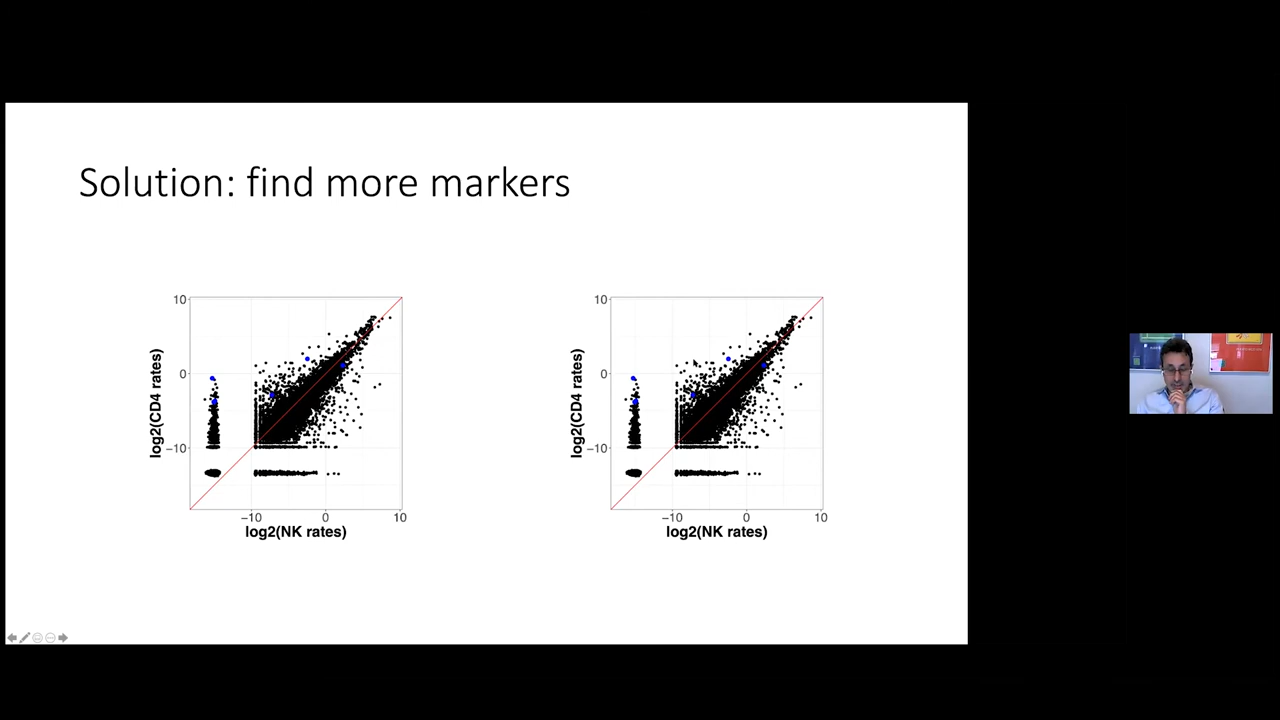 Solution: find more markers
10
0
−10
log2(CD4 rates)
−10 0 10
log2(NK rates)
10
0
−10
log2(CD4 rates)
−10 0 10
log2(NK rates)